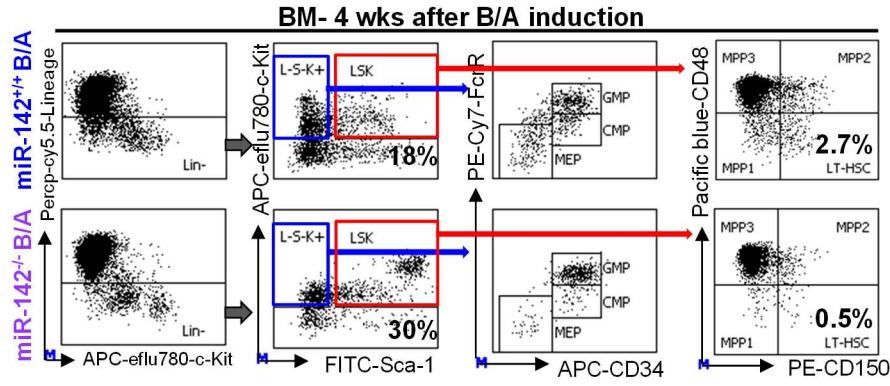 BM- 4 wks after B/A induction
miR-142+/+ B/A
Percp-cy5.5-Lineage
Lin-
APC-eflu780-c-Kit
L-S-K+
LSK
18%
PE-Cy7-FcrR
GMP
CMP
MEP
Pacific blue-CD48
MPP3
MPP2
2.7%
MPP1
LT-HSC
miR-142-/- B/A
Lin-
L-S-K+
LSK
30%
GMP
CMP
MEP
MPP3
MPP2
0.5%
MPP1
LT-HSC
M
APC-eflu780-c-Kit
M
FITC-Sca-1
M
APC-CD34
M
PE-CD150